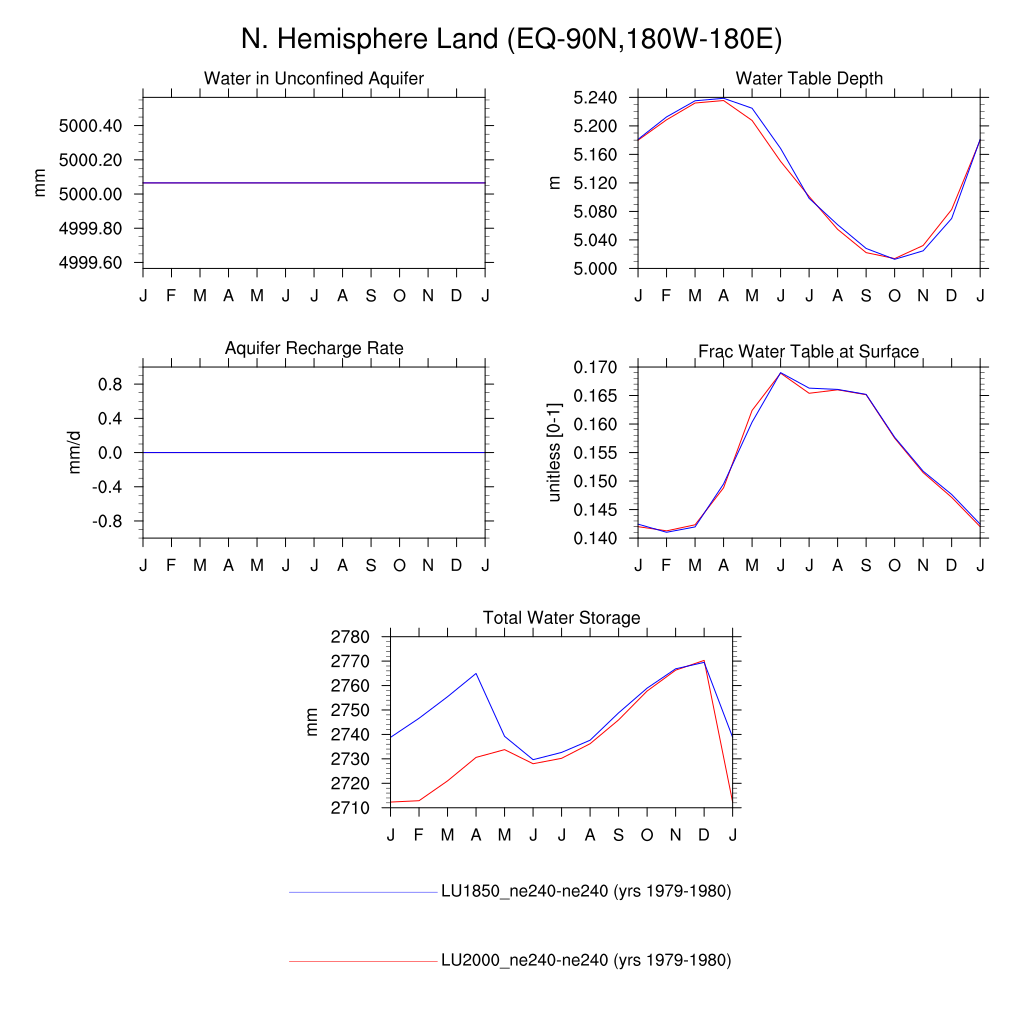 N. Hemisphere Land (EQ-90N,180W-180E)
Water in Unconfined Aquifer
mm
5000.40
5000.20
5000.00
4999.80
4999.60
J F M A M J J A S O N D J
Water Table Depth
m
5.240
5.200
5.160
5.120
5.080
5.040
5.000
J F M A M J J A S O N D J
Aquifer Recharge Rate
mm/d
0.8
0.4
0.0
-0.4
-0.8
J F M A M J J A S O N D J
Frac Water Table at Surface
unitless [0-1]
0.170
0.165
0.160
0.155
0.150
0.145
0.140
J F M A M J J A S O N D J
Total Water Storage
mm
2780
2770
2760
2750
2740
2730
2720
2710
J F M A M J J A S O N D J
LU1850_ne240-ne240 (yrs 1979-1980)
LU2000_ne240-ne240 (yrs 1979-1980)